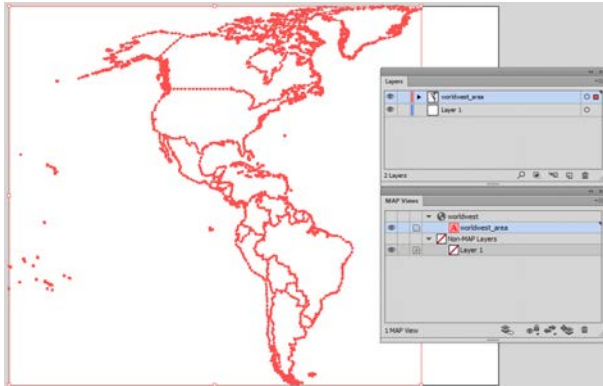 Layers
worldwest_area
Layer 1
2 Layers
MAP Views
worldwest
A worldwest_area
Non-MAP Layers
Layer 1
1 MAP View